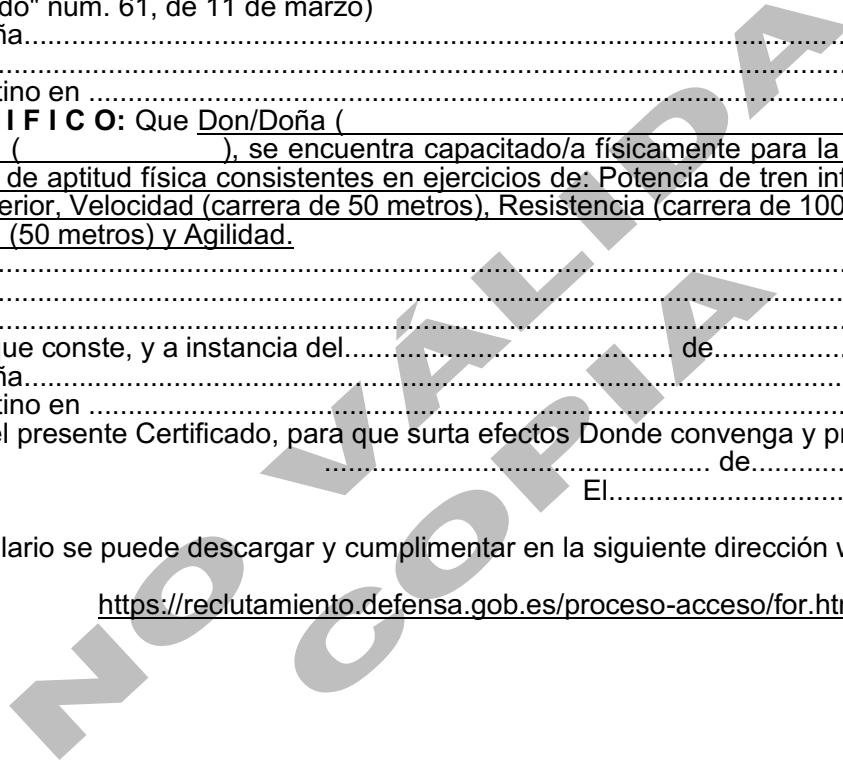 do" núm. 61, de 11 de marzo)
ña..............................................................................................................
..............................................................................................................
tino en ..............................................................................................................
I F I C O: Que Don/Doña (
( ), se encuentra capacitado/a físicamente para la
de aptitud física consistentes en ejercicios de: Potencia de tren inf
erior, Velocidad (carrera de 50 metros), Resistencia (carrera de 100
(50 metros) y Agilidad.
..............................................................................................................
..............................................................................................................
..............................................................................................................
que conste, y a instancia del........................................... de.................
ña..............................................................................................................
tino en ..............................................................................................................
el presente Certificado, para que surta efectos Donde convenga y pr
.................................................. de............
El..............................
lario se puede descargar y cumplimentar en la siguiente dirección w
https://reclutamiento.defensa.gob.es/proceso-acceso/for.htm
NO VÁLIDA
COPIA